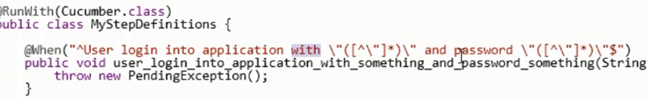 @RunWith(Cucumber.class)
public class MyStepDefinitions {
@When("^User login into application with \"([^\"]*)\" and password \"([^\"]*)\"$")
public void user_login_into_application_with_something_and_password_something(String
throw new PendingException();
}